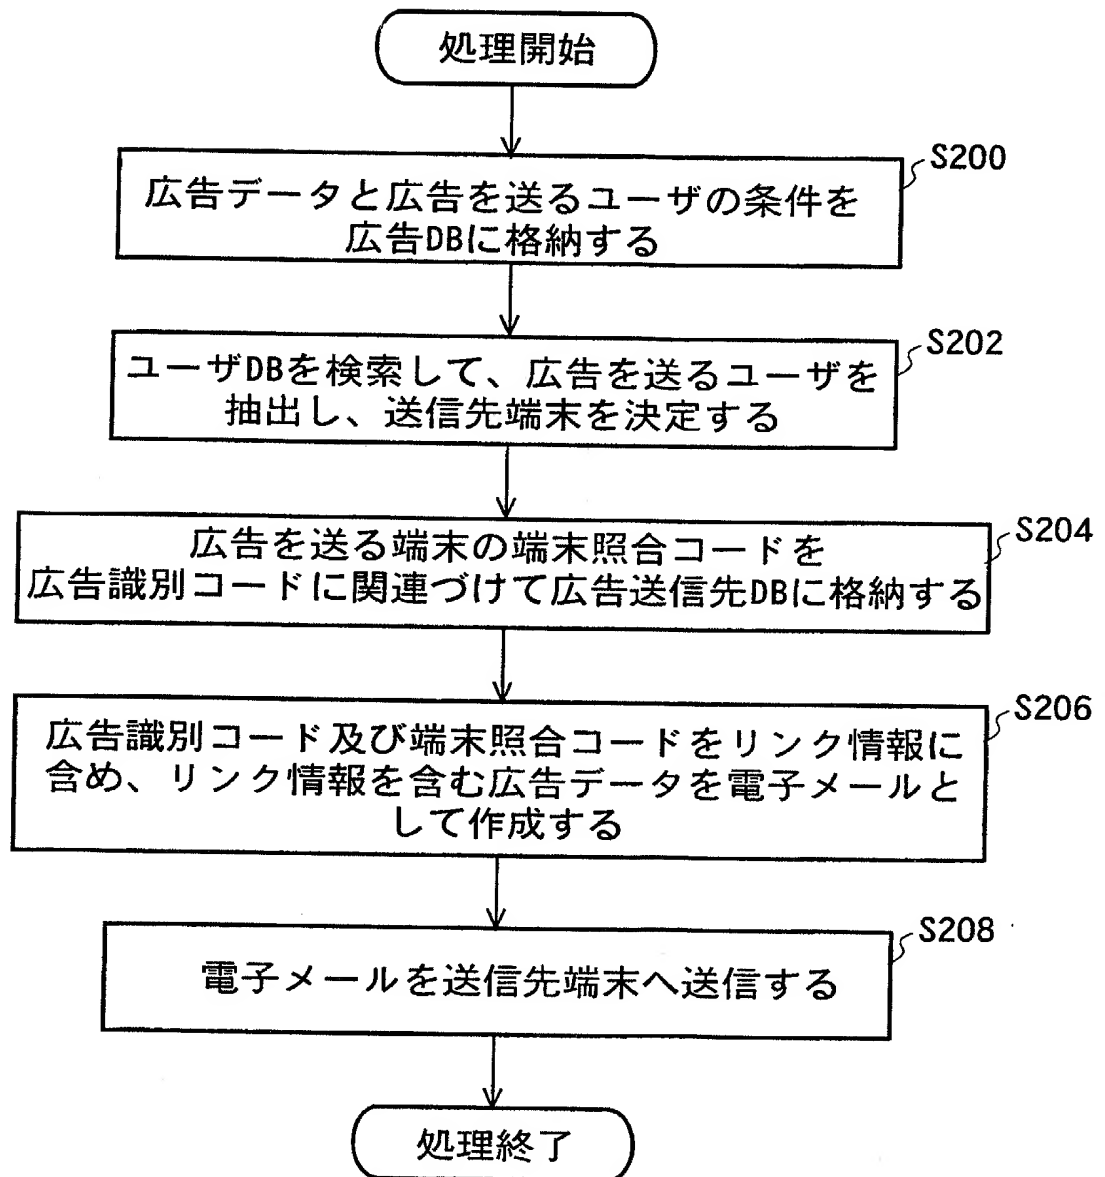 処理開始
S200
広告データと広告を送るユーザの条件を
広告DBに格納する
S202
ユーザDBを検索して、広告を送るユーザを
抽出し、送信先端末を決定する
S204
広告を送る端末の端末照合コードを
広告識別コードに関連づけて広告送信先DBに格納する
S206
広告識別コード及び端末照合コードをリンク情報に
含め、リンク情報を含む広告データを電子メールと
して作成する
S208
電子メールを送信先端末へ送信する
処理終了